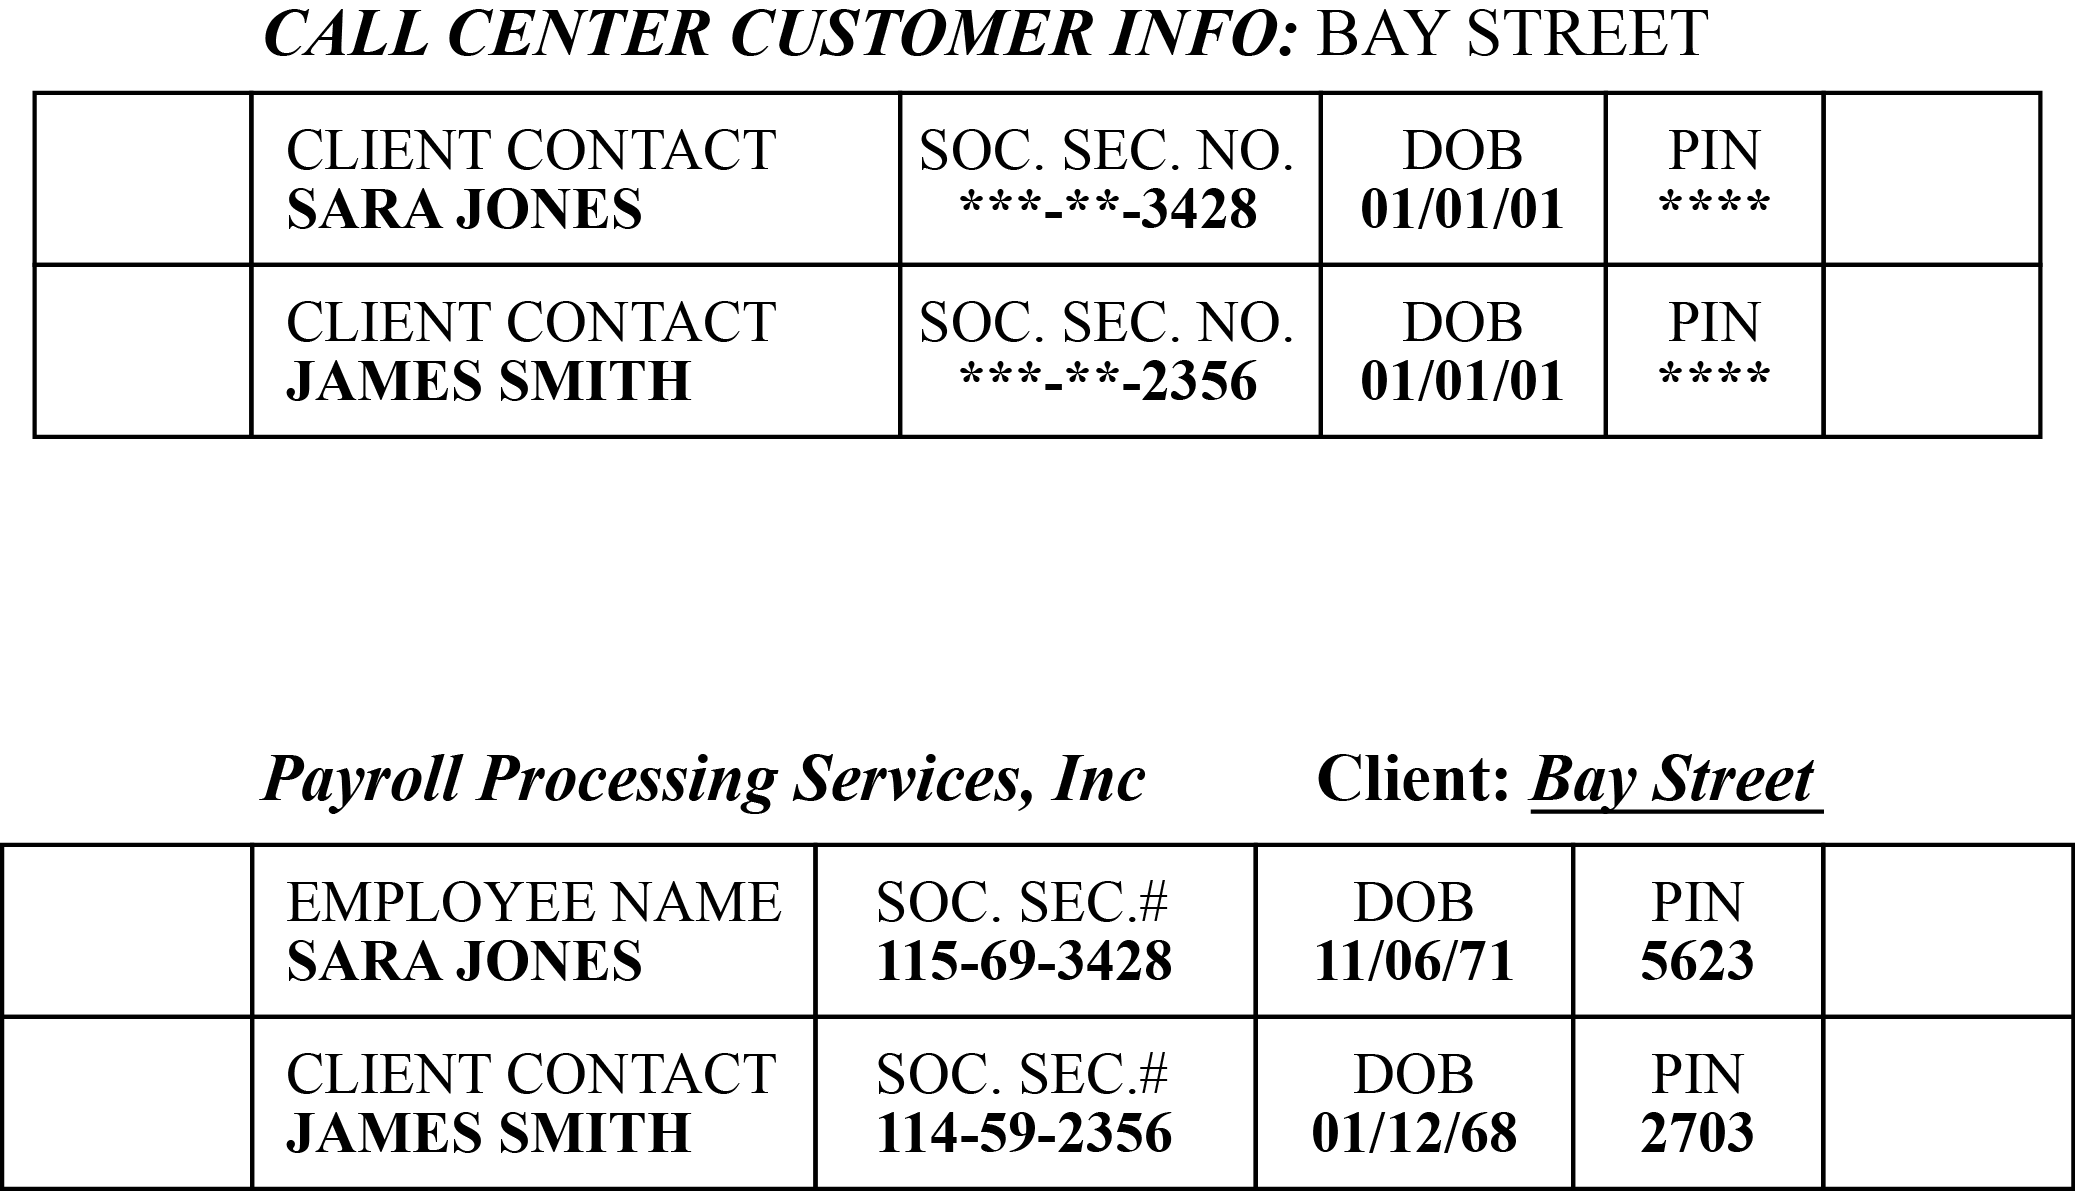 CALL CENTER CUSTOMER INFO: BAY STREET
CLIENT CONTACT SOC. SEC. NO. DOB PIN
SARA JONES ***-**-3428 01/01/01 ****
CLIENT CONTACT SOC. SEC. NO. DOB PIN
JAMES SMITH ***-**-2356 01/01/01 ****
Payroll Processing Services, Inc Client: Bay Street
EMPLOYEE NAME SOC. SEC.# DOB PIN
SARA JONES 115-69-3428 11/06/71 5623
CLIENT CONTACT SOC. SEC.# DOB PIN
JAMES SMITH 114-59-2356 01/12/68 2703